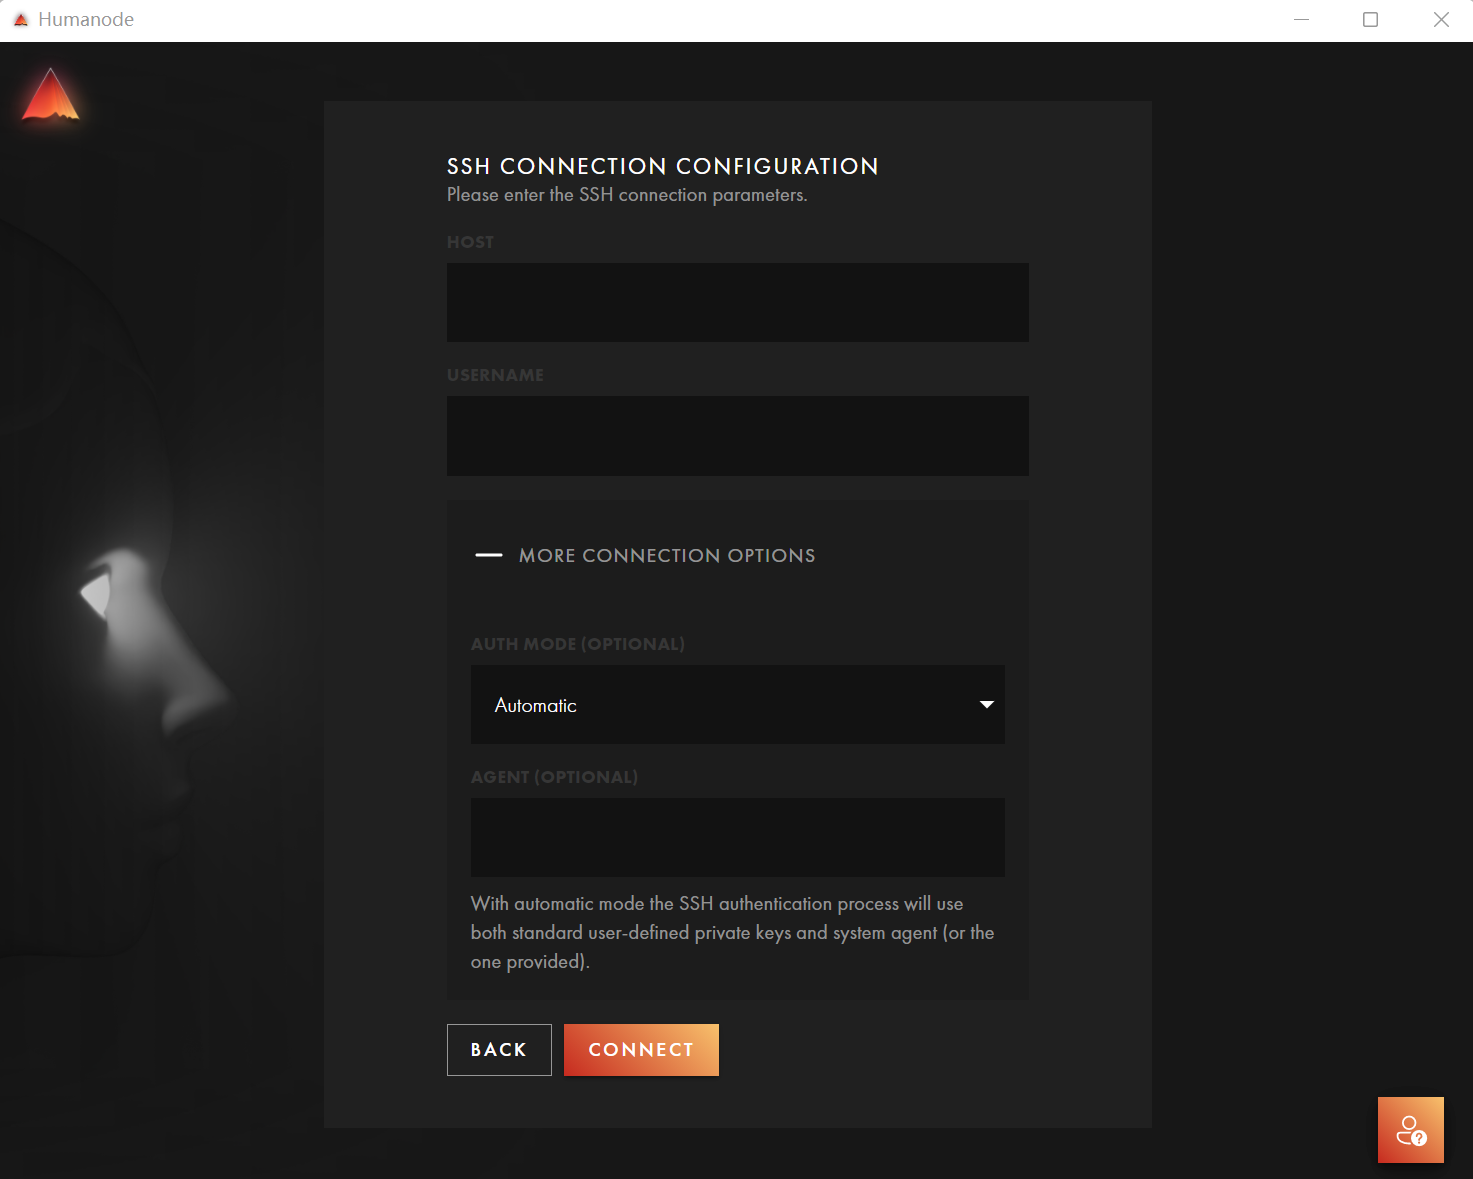 Humanode
SSH CONNECTION CONFIGURATION
Please enter the SSH connection parameters.
HOST
USERNAME
MORE CONNECTION OPTIONS
AUTH MODE (OPTIONAL)
Automatic
AGENT (OPTIONAL)
With automatic mode the SSH authentication process will use
both standard user-defined private keys and system agent (or the
one provided).
BACK
CONNECT
?